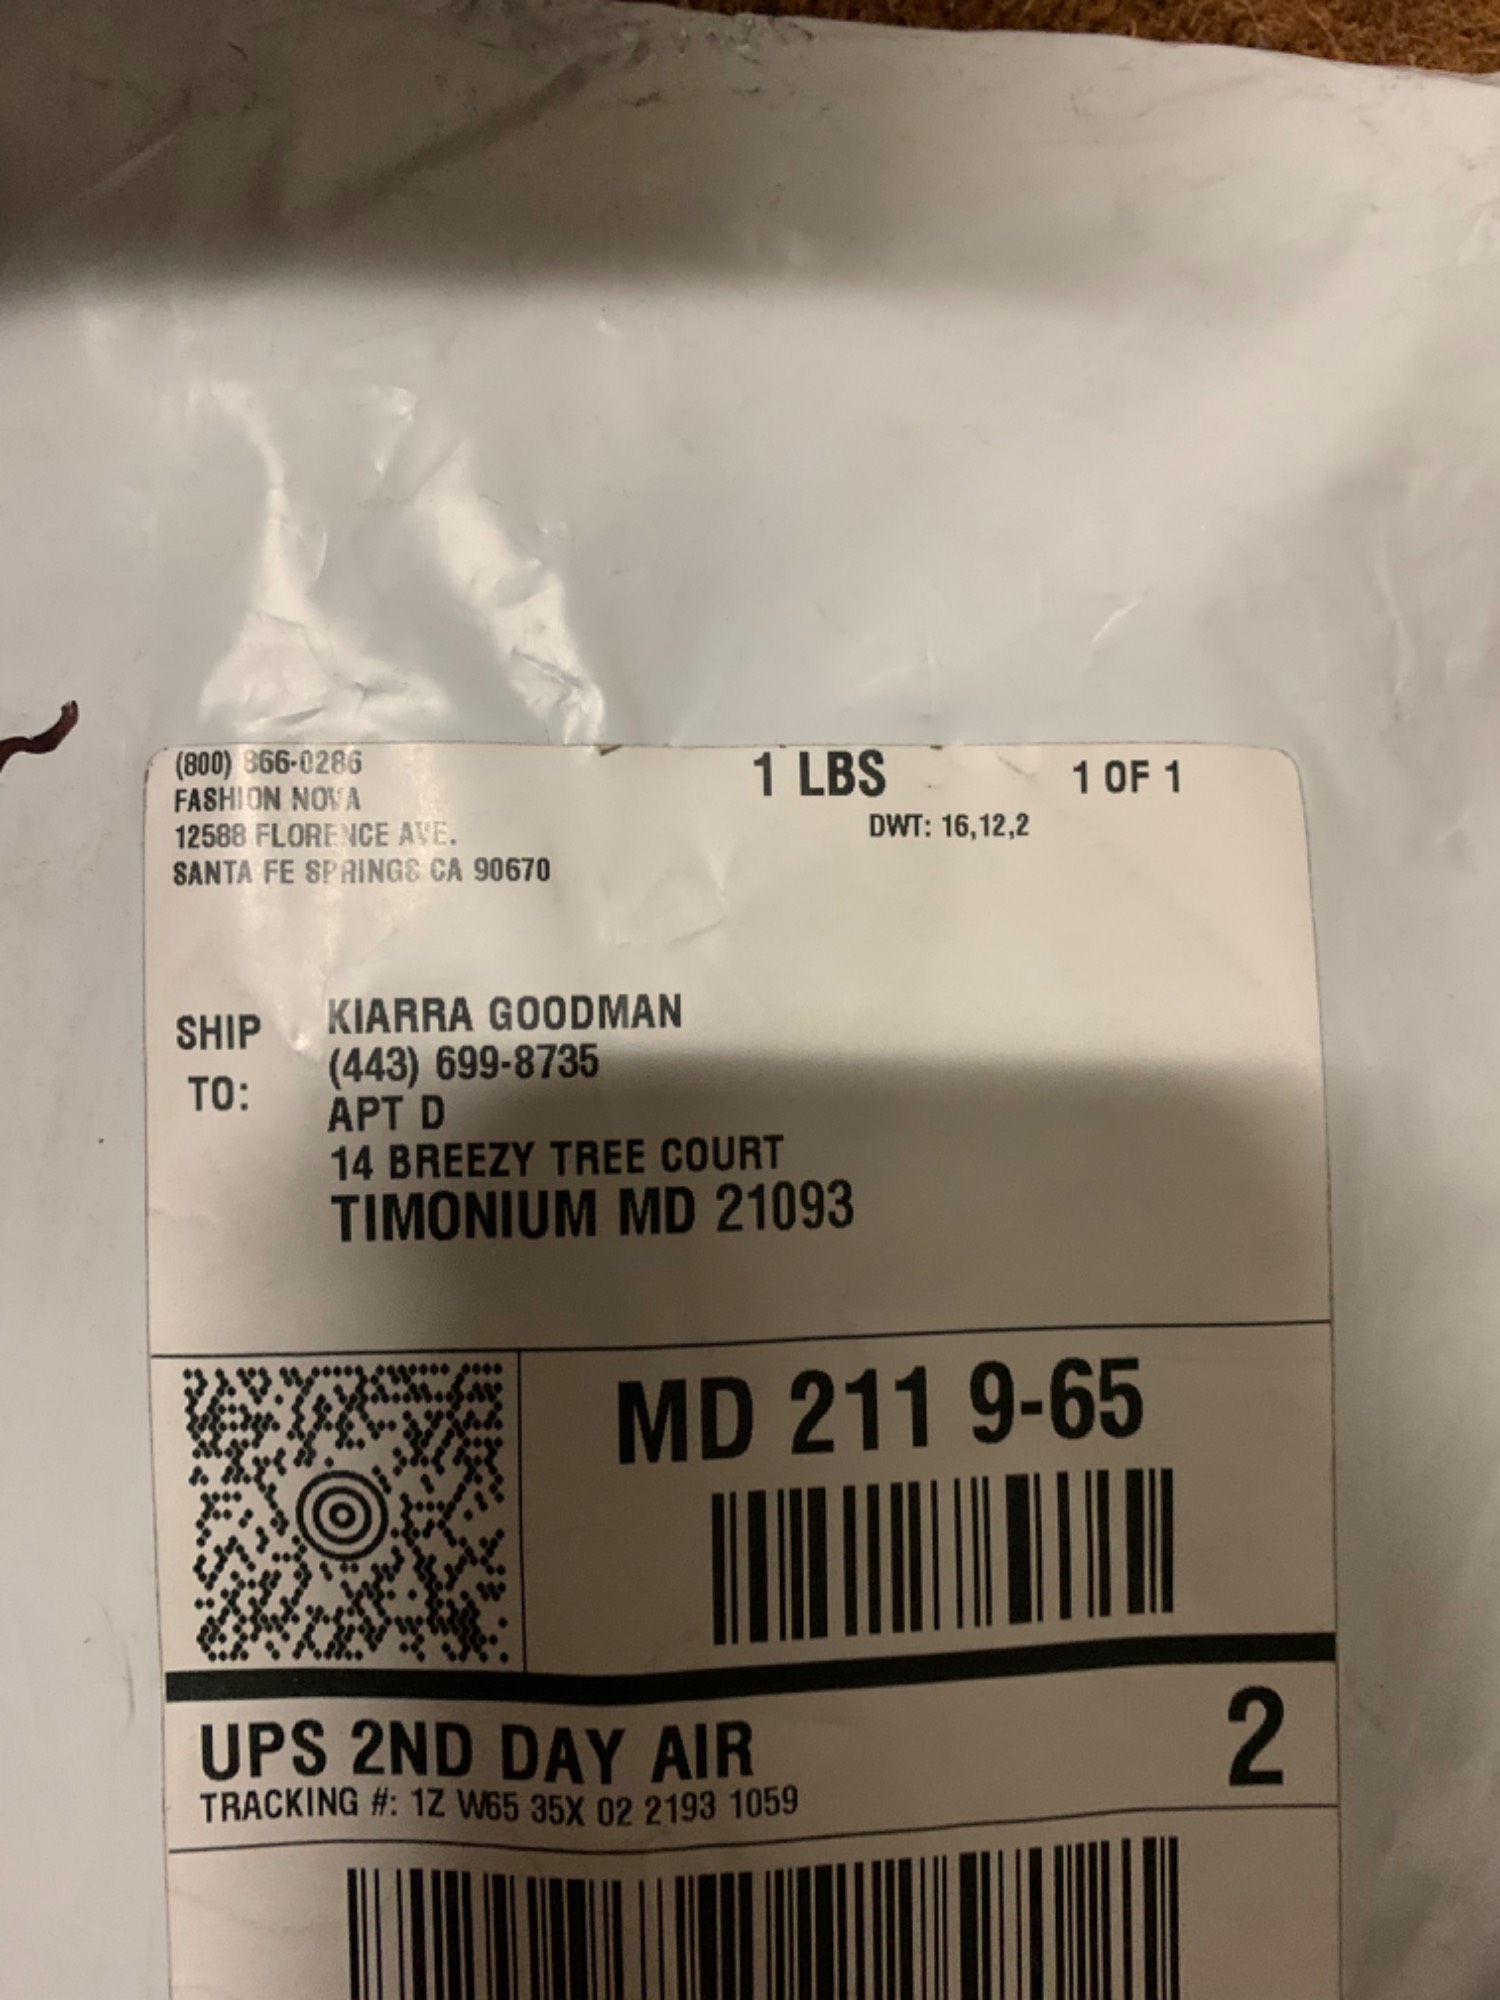 (800) 866-0286
FASHION NOVA
12588 FLORENCE AVE.
SANTA FE SPRINGS CA 90670
1 LBS
1 OF 1
DWT: 16,12,2
SHIP TO:
KIARRA GOODMAN
(443) 699-8735
APT D
14 BREEZY TREE COURT
TIMONIUM MD 21093
MD 211 9-65
UPS 2ND DAY AIR
2
TRACKING #: 1Z W65 35X 02 2193 1059